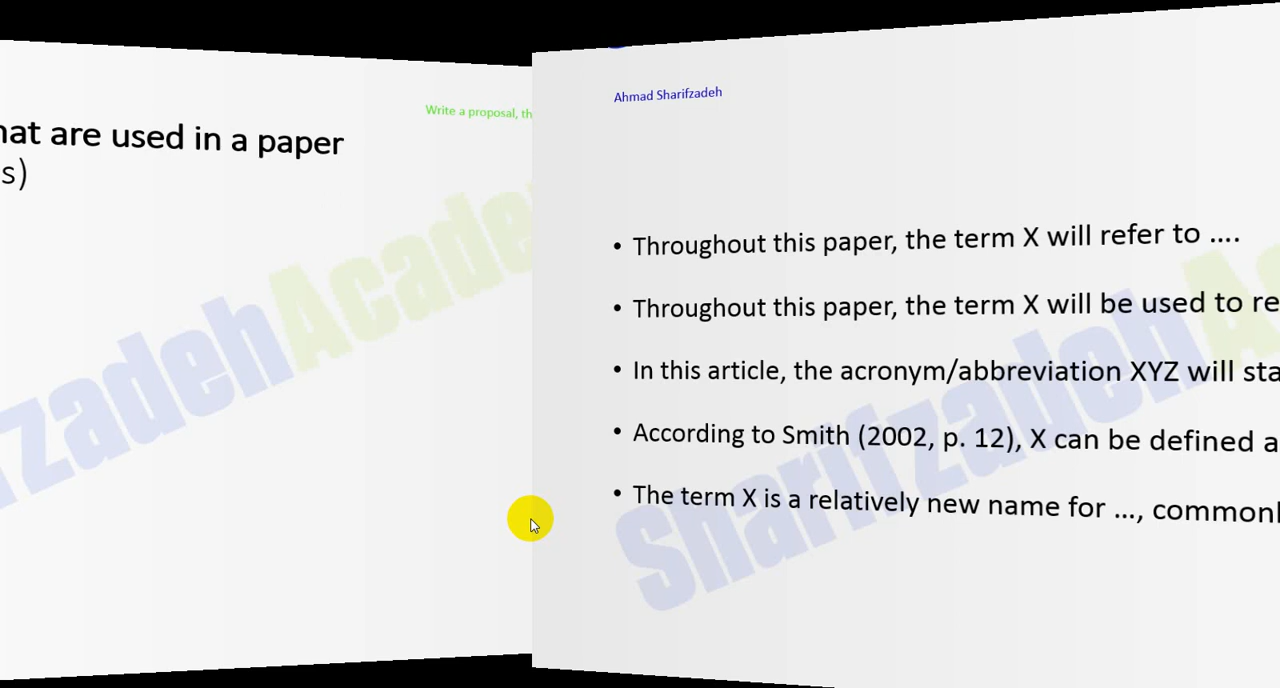 hat are used in a paper
s)
Write a proposal, th
zadehAcade
Ahmad Sharifzadeh
• Throughout this paper, the term X will refer to ....
• Throughout this paper, the term X will be used to re
• In this article, the acronym/abbreviation XYZ will sta
• According to Smith (2002, p. 12), X can be defined a
• The term X is a relatively new name for ..., commonl
SharifzadehA